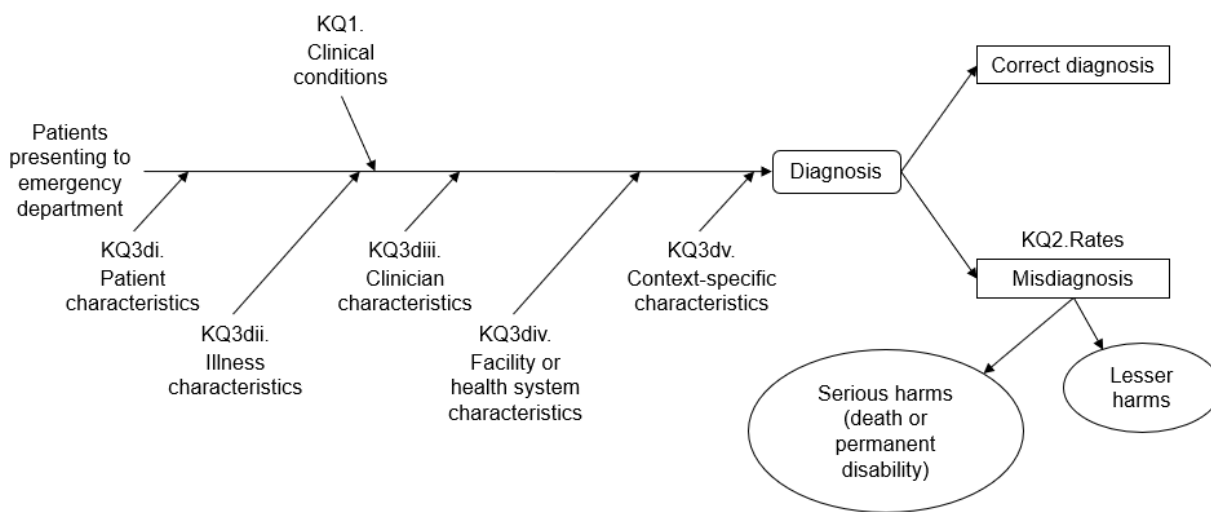 KQ1.
Clinical
conditions
Patients
presenting to
emergency
department
KQ3di.
Patient
characteristics
KQ3dii.
Illness
characteristics
KQ3diii.
Clinician
characteristics
KQ3div.
Facility or
health system
characteristics
KQ3dv.
Context-specific
characteristics
Diagnosis
Correct diagnosis
KQ2.Rates
Misdiagnosis
Serious harms
(death or
permanent
disability)
Lesser
harms